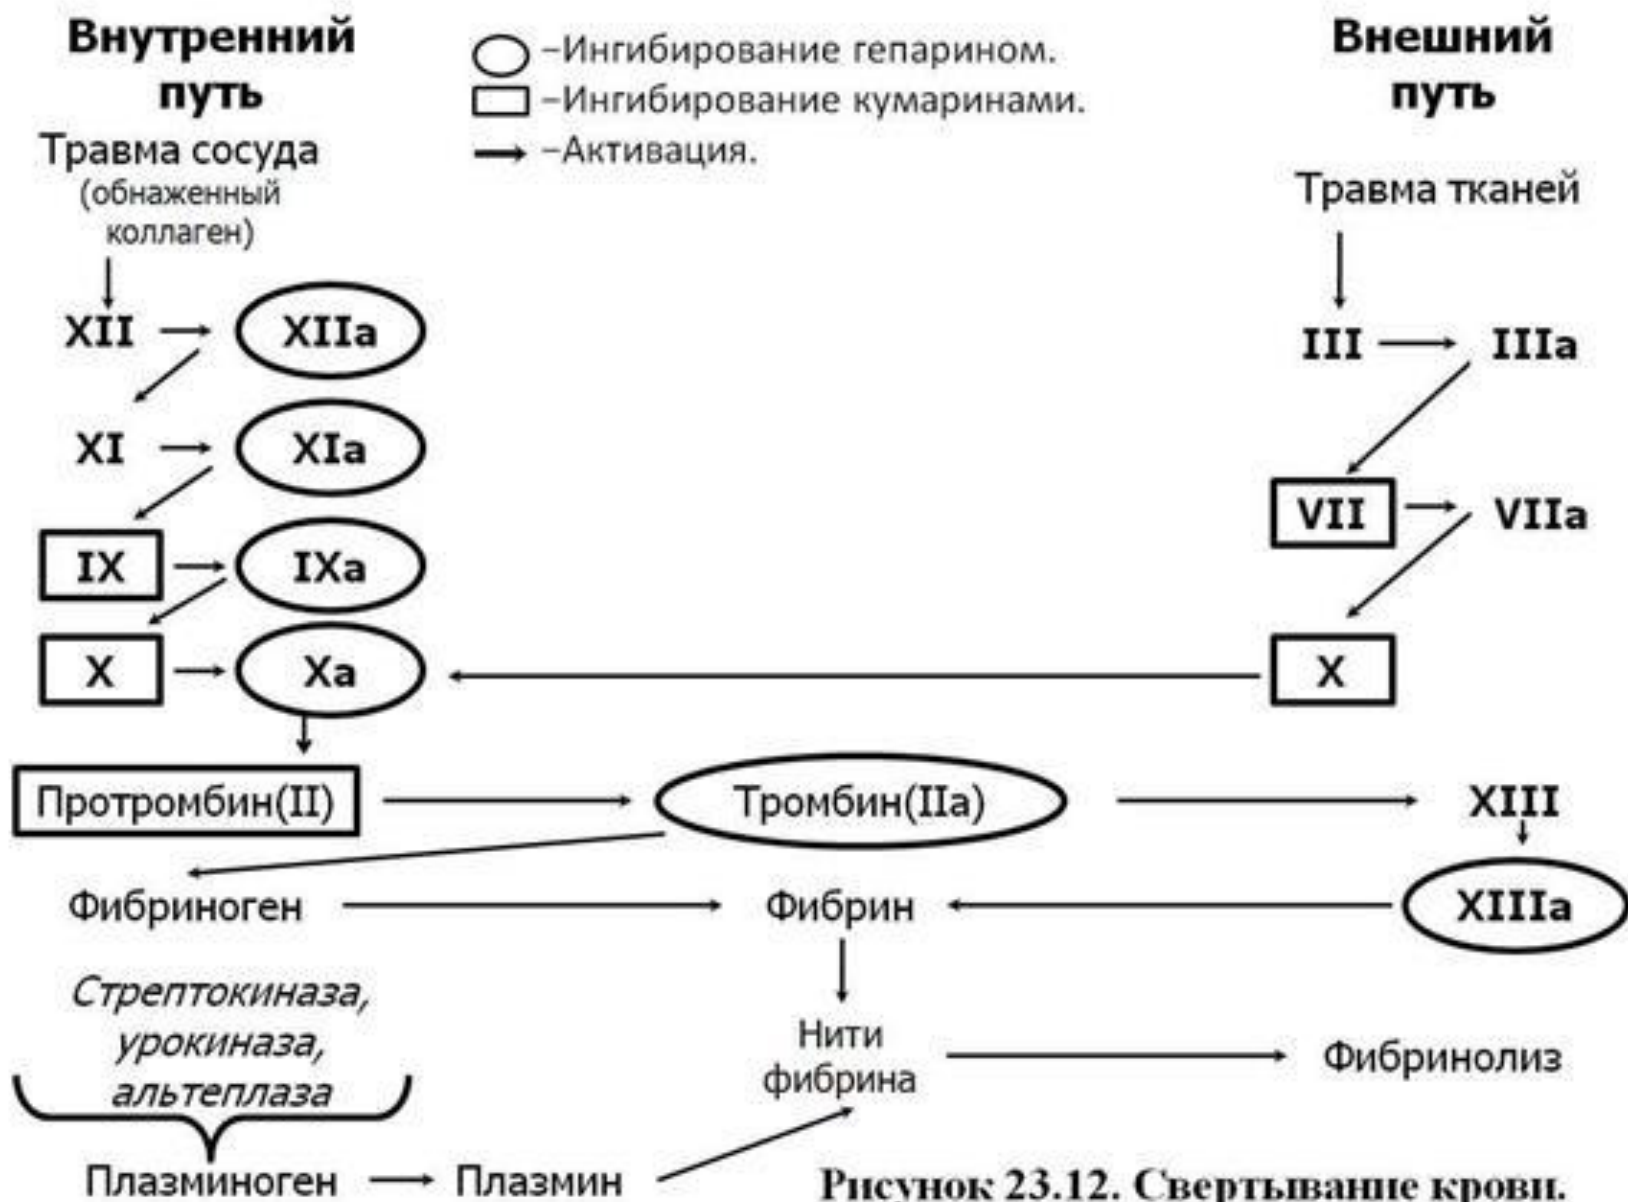 Внутренний
путь
–Ингибирование гепарином.
–Ингибирование кумаринами.
–Активация.
Внешний
путь
Травма сосуда
(обнаженный
коллаген)
Травма тканей
XII
XIIa
III
IIIa
XI
XIa
VII
VIIa
IX
IXa
X
Xa
X
Протромбин(II)
Тромбин(IIa)
XIII
Фибриноген
Фибрин
XIIIa
Стрептокиназа,
урокиназа,
альтеплаза
Нити
фибрина
Фибринолиз
Плазминоген
Плазмин
Рисунок 23.12. Свертывание крови.